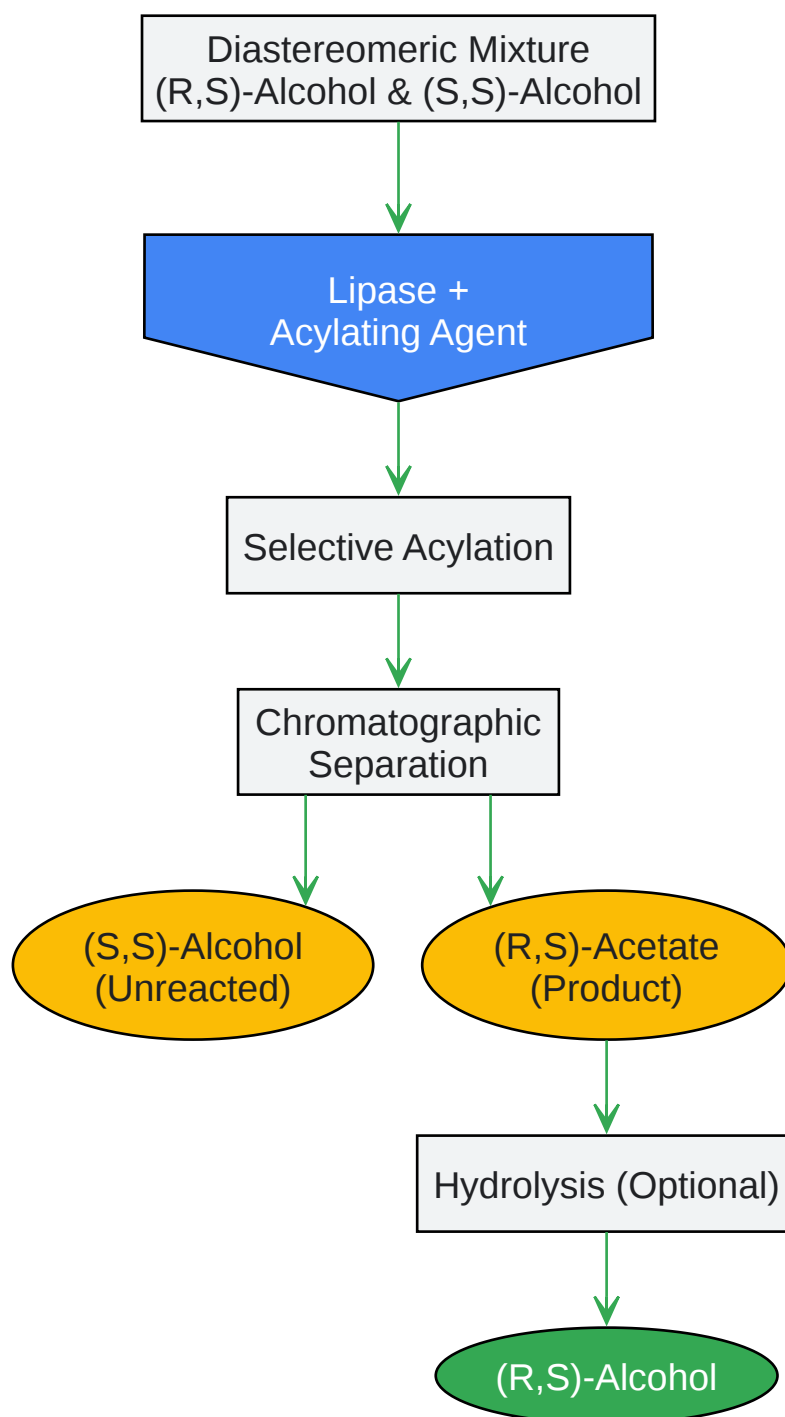 Diastereomeric Mixture
(R,S)-Alcohol & (S,S)-Alcohol
Lipase +
Acylating Agent
Selective Acylation
Chromatographic
Separation
(S,S)-Alcohol
(Unreacted)
(R,S)-Acetate
(Product)
Hydrolysis (Optional)
(R,S)-Alcohol